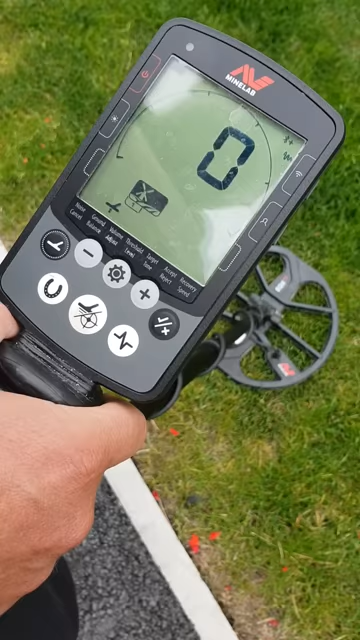 MINELAB
0
Noise Cancel
Ground Balance
Volume Adjust
Threshold Level
Target Tone
Accept Reject
Recovery Speed